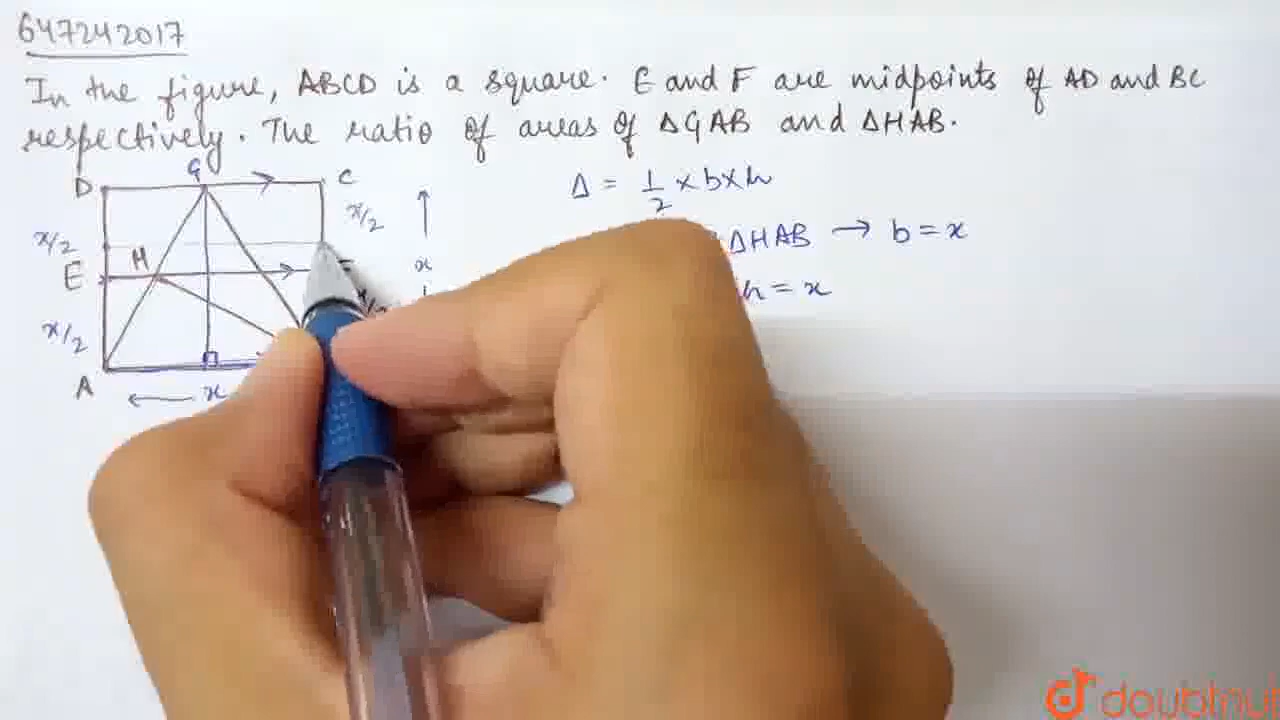 647242017
In the figure, ABCD is a square. E and F are midpoints of AD and BC
respectively. The ratio of areas of ΔGAB and ΔHAB.
D G C
x/2 x/2
E H x
x/2
A x
Δ = 1/2 × b × h
ΔHAB → b = x
h = x
doubtnut